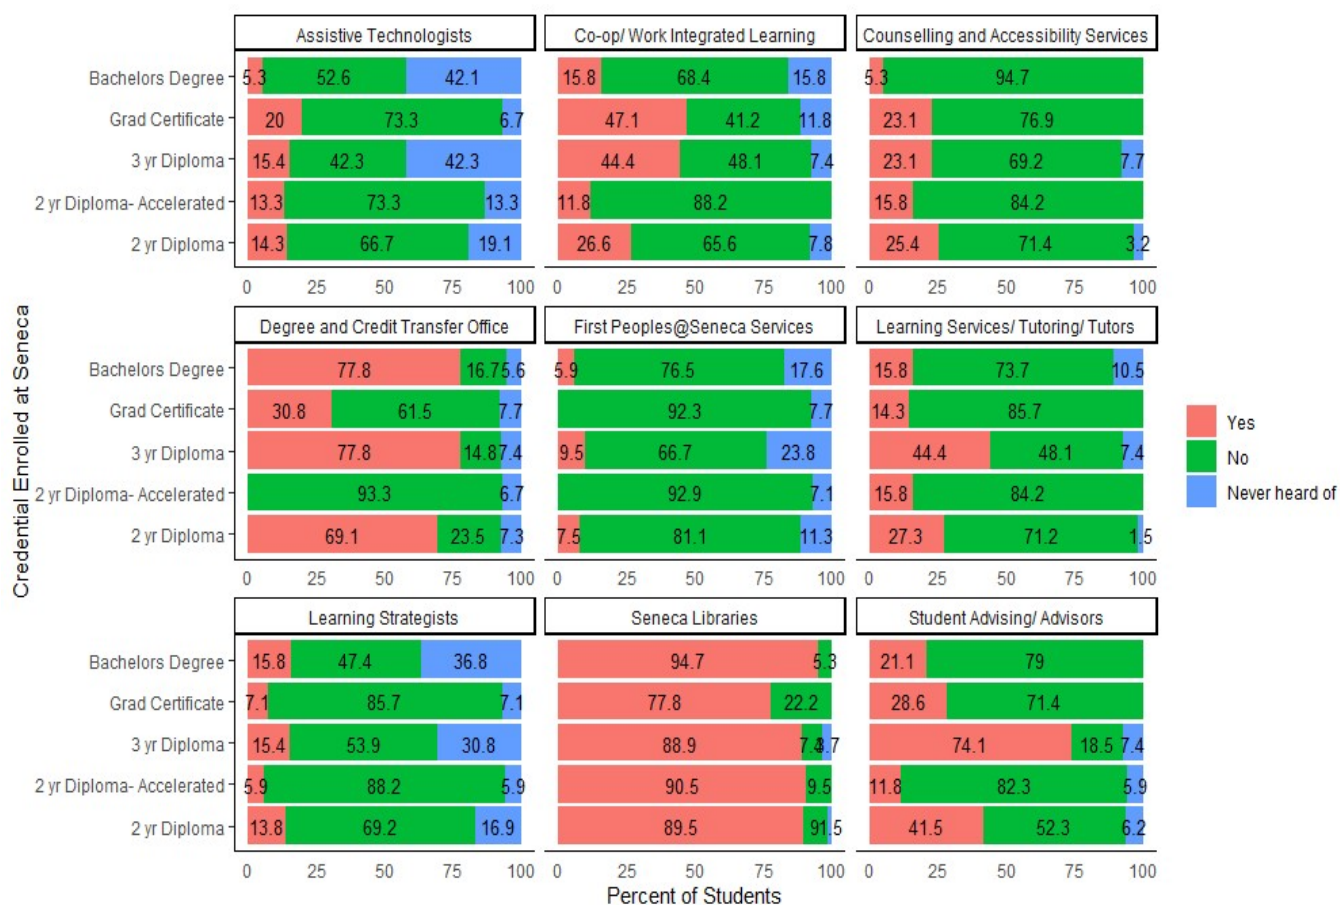 Assistive Technologists
Co-op/ Work Integrated Learning
Counselling and Accessibility Services
Bachelors Degree 5.3 52.6 42.1 15.8 68.4 15.8 5.3 94.7
Grad Certificate 20 73.3 6.7 47.1 41.2 11.8 23.1 76.9
3 yr Diploma 15.4 42.3 42.3 44.4 48.1 7.4 23.1 69.2 7.7
2 yr Diploma- Accelerated 13.3 73.3 13.3 11.8 88.2 15.8 84.2
2 yr Diploma 14.3 66.7 19.1 26.6 65.6 7.8 25.4 71.4 3.2
0 25 50 75 100 0 25 50 75 100 0 25 50 75 100
Credential Enrolled at Seneca
Degree and Credit Transfer Office
First Peoples@Seneca Services
Learning Services/ Tutoring/ Tutors
Bachelors Degree 77.8 16.7 5.6 5.9 76.5 17.6 15.8 73.7 10.5
Grad Certificate 30.8 61.5 7.7 92.3 7.7 14.3 85.7
3 yr Diploma 77.8 14.8 7.4 9.5 66.7 23.8 44.4 48.1 7.4
2 yr Diploma- Accelerated 93.3 6.7 92.9 7.1 15.8 84.2
2 yr Diploma 69.1 23.5 7.3 7.5 81.1 11.3 27.3 71.2 1.5
0 25 50 75 100 0 25 50 75 100 0 25 50 75 100
Yes
No
Never heard of
Learning Strategists
Seneca Libraries
Student Advising/ Advisors
Bachelors Degree 15.8 47.4 36.8 94.7 5.3 21.1 79
Grad Certificate 7.1 85.7 7.1 77.8 22.2 28.6 71.4
3 yr Diploma 15.4 53.9 30.8 88.9 7.4 3.7 74.1 18.5 7.4
2 yr Diploma- Accelerated 5.9 88.2 5.9 90.5 9.5 11.8 82.3 5.9
2 yr Diploma 13.8 69.2 16.9 89.5 9 1.5 41.5 52.3 6.2
0 25 50 75 100 0 25 50 75 100 0 25 50 75 100
Percent of Students